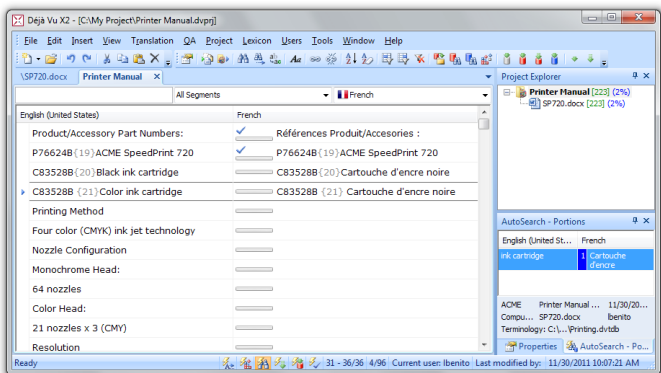 Déjà Vu X2 - [C:\My Project\Printer Manual.dvprj]
File Edit Insert View Translation QA Project Lexicon Users Tools Window Help
\SP720.docx Printer Manual
All Segments French
English (United States) French
Product/Accessory Part Numbers: Références Produit/Accesories :
P76624B{19}ACME SpeedPrint 720 P76624B{19}ACME SpeedPrint 720
C83528B{20}Black ink cartridge C83528B{20}Cartouche d'encre noire
C83528B {21}Color ink cartridge C83528B {21} Cartouche d'encre noire
Printing Method
Four color (CMYK) ink jet technology
Nozzle Configuration
Monochrome Head:
64 nozzles
Color Head:
21 nozzles x 3 (CMY)
Resolution
Project Explorer
Printer Manual [223] (2%)
SP720.docx [223] (2%)
AutoSearch - Portions
English (United St... French
ink cartridge 1 Cartouche
d'encre
ACME Printer Manual ... 11/30/20...
Compu... SP720.docx lbenito
Terminology: C:\...\Printing.dvtdb
Properties AutoSearch - Po...
Ready 31 - 36/36 4/96 Current user: lbenito Last modified by: 11/30/2011 10:07:21 AM